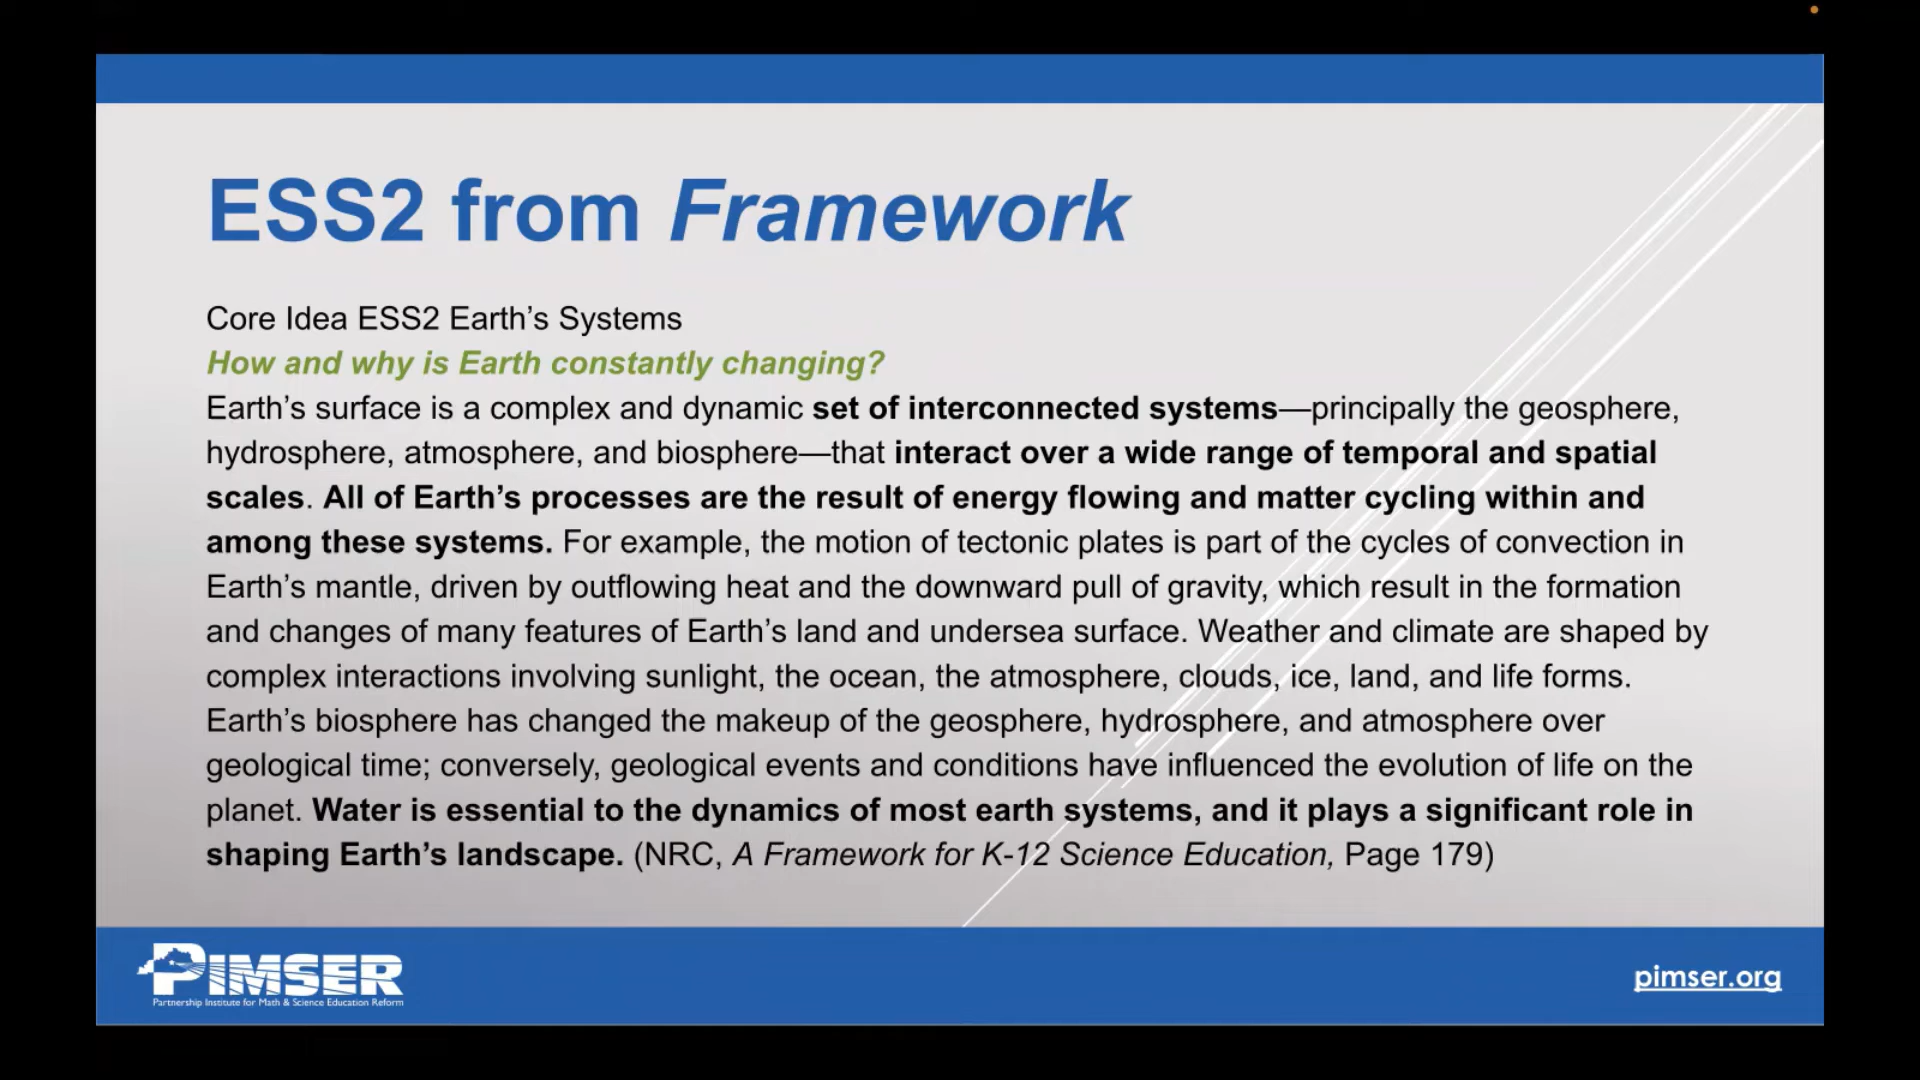 ESS2 from Framework
Core Idea ESS2 Earth’s Systems
How and why is Earth constantly changing?
Earth’s surface is a complex and dynamic set of interconnected systems—principally the geosphere,
hydrosphere, atmosphere, and biosphere—that interact over a wide range of temporal and spatial
scales. All of Earth’s processes are the result of energy flowing and matter cycling within and
among these systems. For example, the motion of tectonic plates is part of the cycles of convection in
Earth’s mantle, driven by outflowing heat and the downward pull of gravity, which result in the formation
and changes of many features of Earth’s land and undersea surface. Weather and climate are shaped by
complex interactions involving sunlight, the ocean, the atmosphere, clouds, ice, land, and life forms.
Earth’s biosphere has changed the makeup of the geosphere, hydrosphere, and atmosphere over
geological time; conversely, geological events and conditions have influenced the evolution of life on the
planet. Water is essential to the dynamics of most earth systems, and it plays a significant role in
shaping Earth’s landscape. (NRC, A Framework for K-12 Science Education, Page 179)
PIMSER
Partnership Institute for Math & Science Education Reform
pimser.org